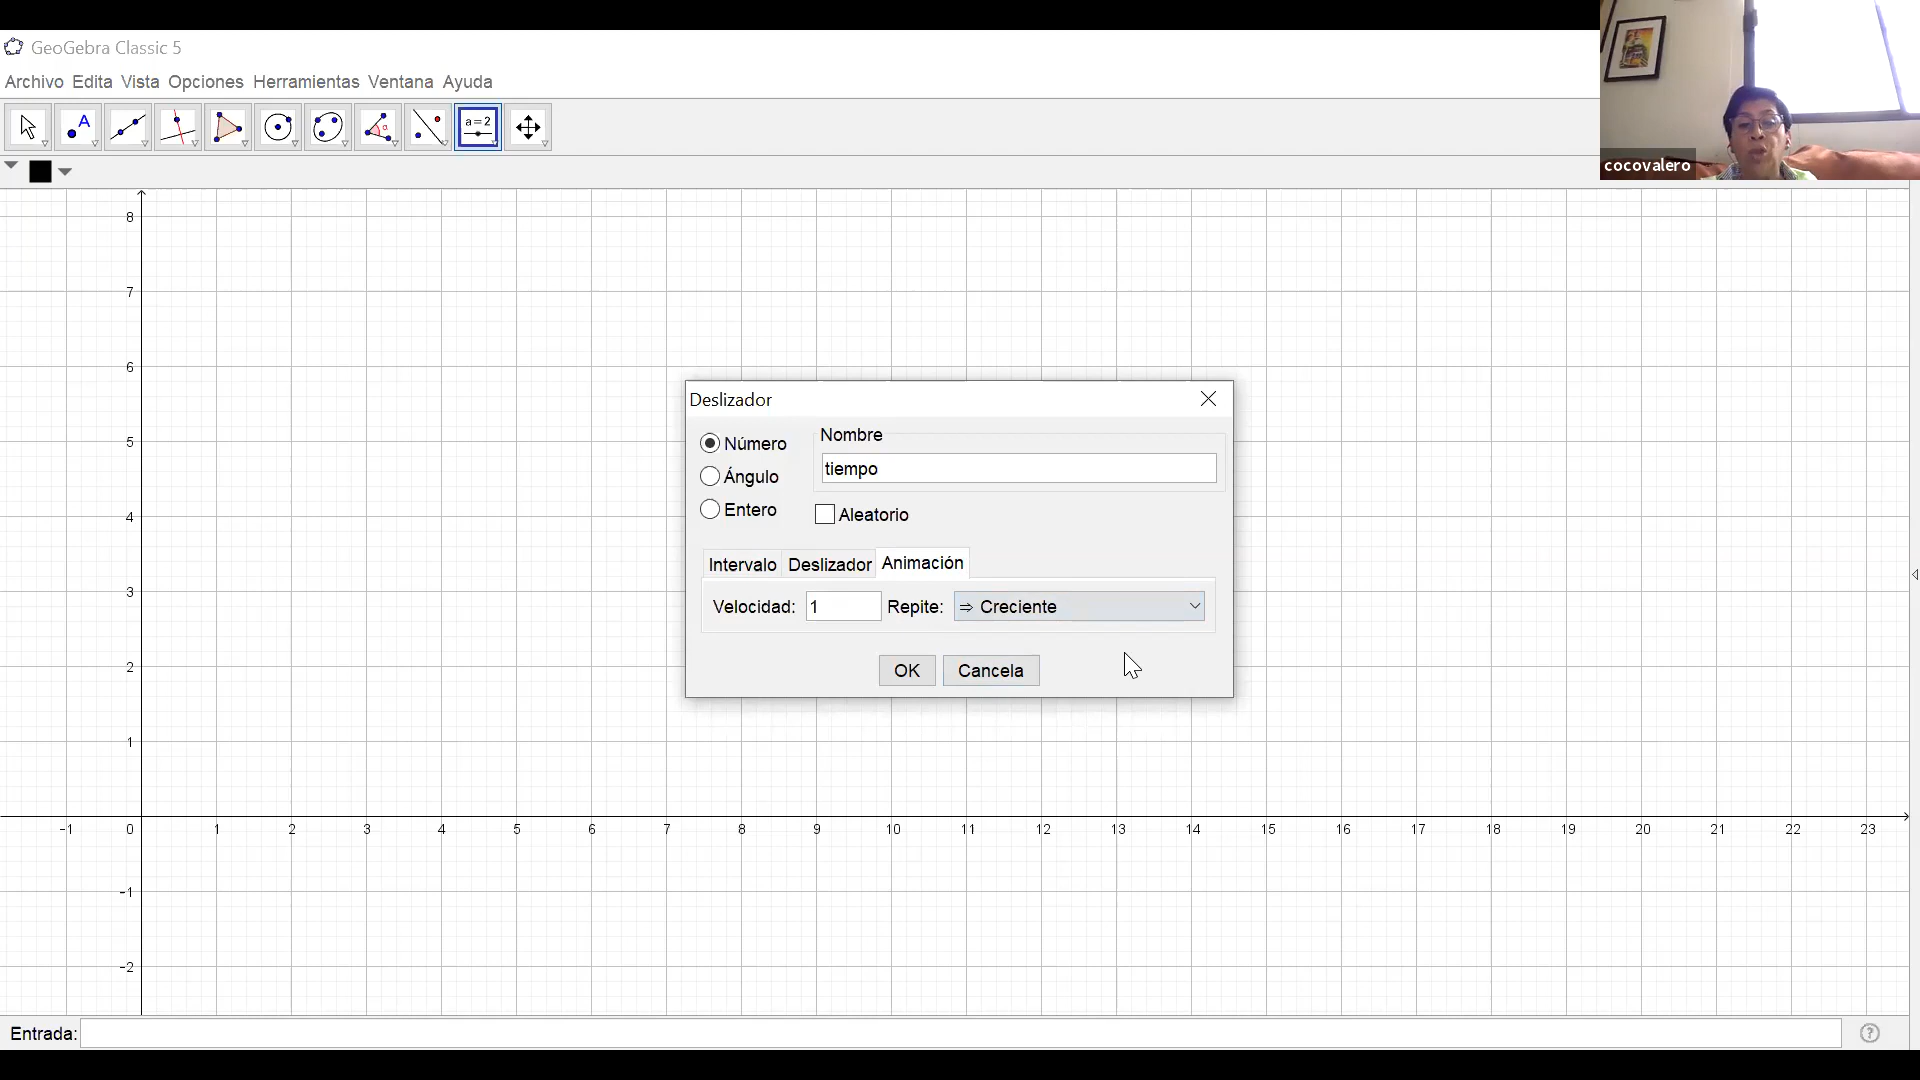 GeoGebra Classic 5
Archivo Edita Vista Opciones Herramientas Ventana Ayuda
A
α
a=2
cocovalero
8
7
6
5
4
3
2
1
-1 0 1 2 3 4 5 6 7 8 9 10 11 12 13 14 15 16 17 18 19 20 21 22 23
-1
-2
Deslizador
Número
Ángulo
Entero
Nombre
tiempo
Aleatorio
Intervalo Deslizador Animación
Velocidad: 1 Repite: ⇒ Creciente
OK Cancela
Entrada:
?